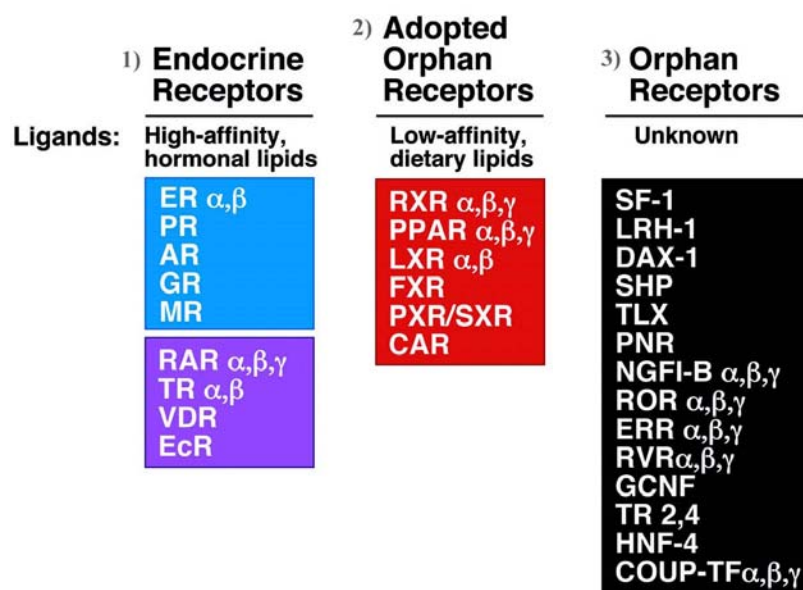 1) Endocrine
Receptors
2) Adopted
Orphan
Receptors
3) Orphan
Receptors
Ligands:
High-affinity,
hormonal lipids
Low-affinity,
dietary lipids
Unknown
ER α,β
PR
AR
GR
MR
RAR α,β,γ
TR α,β
VDR
EcR
RXR α,β,γ
PPAR α,β,γ
LXR α,β
FXR
PXR/SXR
CAR
SF-1
LRH-1
DAX-1
SHP
TLX
PNR
NGFI-B α,β,γ
ROR α,β,γ
ERR α,β,γ
RVRα,β,γ
GCNF
TR 2,4
HNF-4
COUP-TFα,β,γ